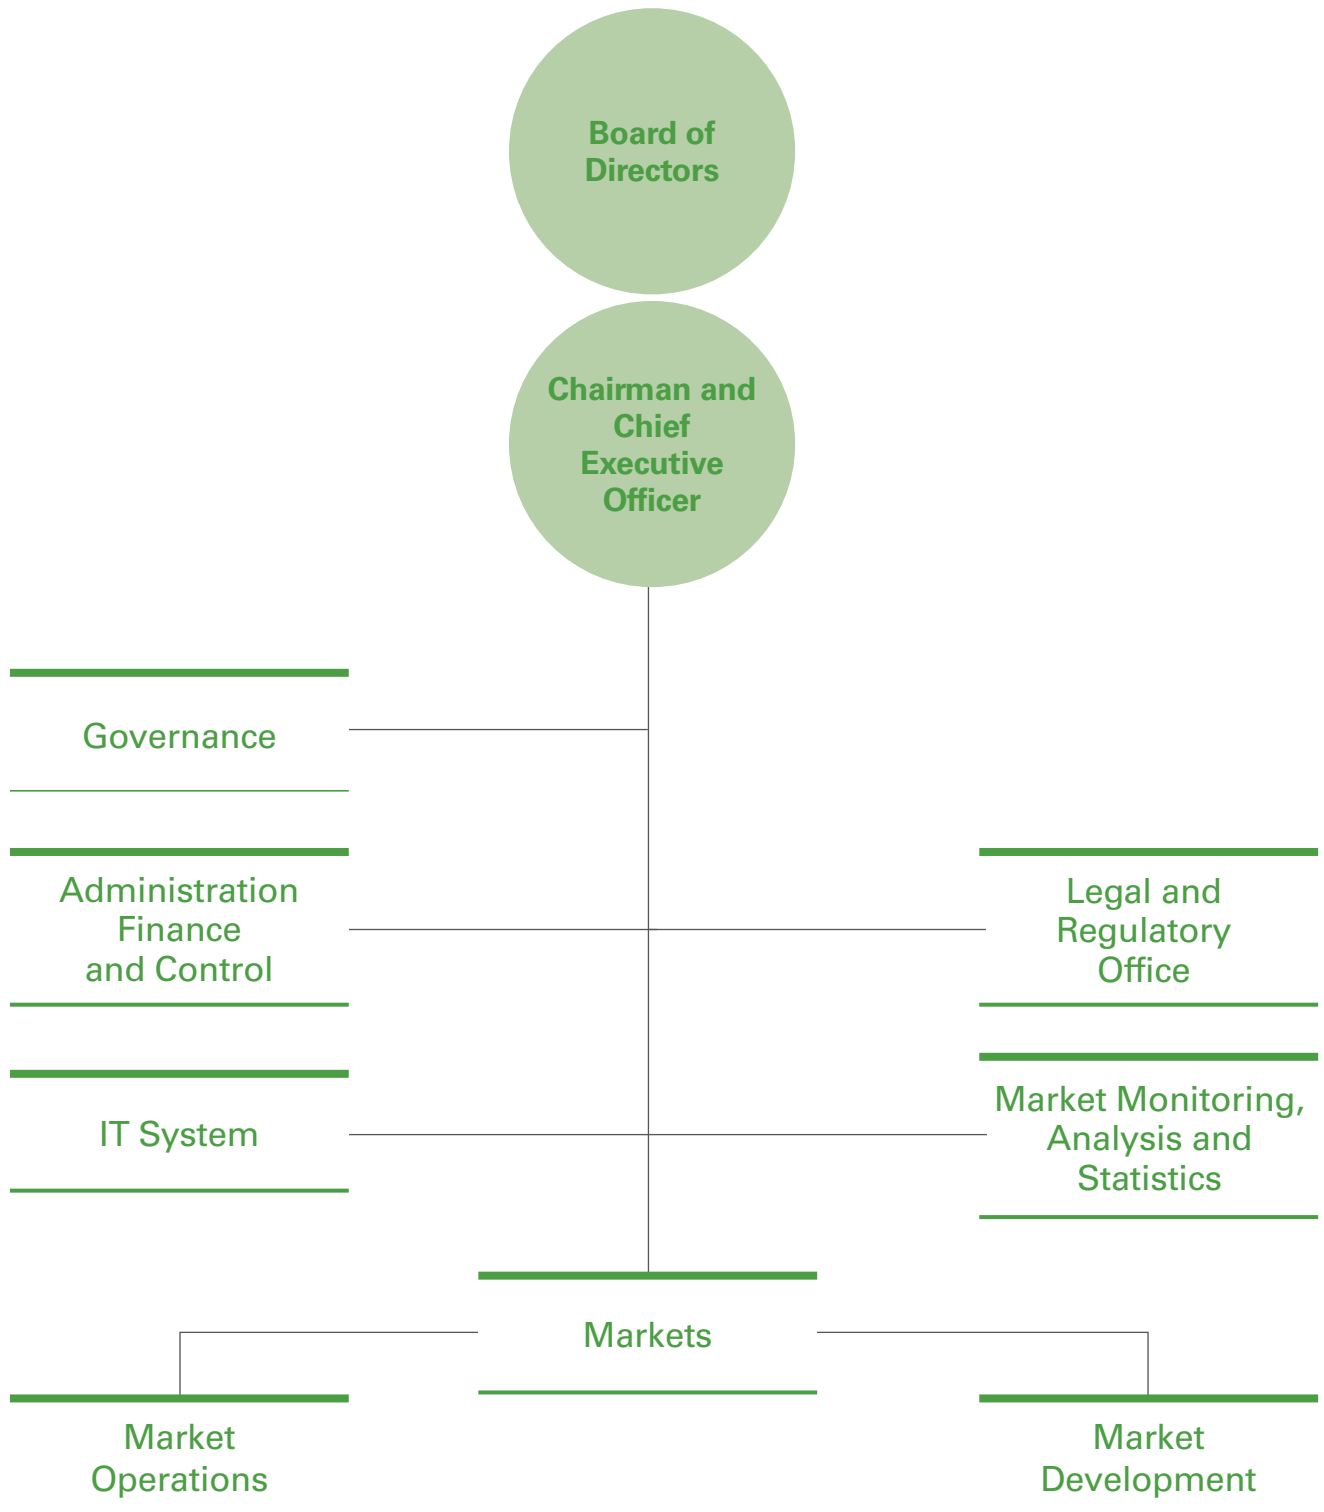 Board of
Directors
Chairman and
Chief
Executive
Officer
Governance
Administration
Finance
and Control
Legal and
Regulatory
Office
IT System
Market Monitoring,
Analysis and
Statistics
Markets
Market
Operations
Market
Development